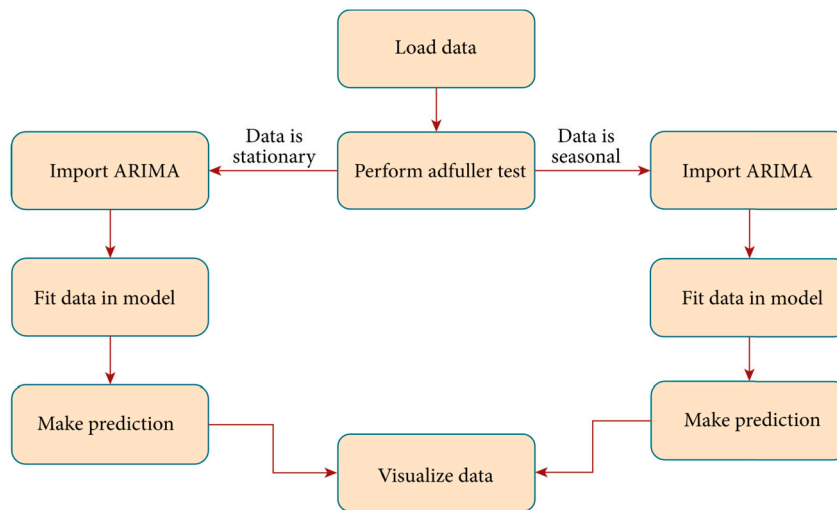 Load data
Data is
stationary
Data is
seasonal
Import ARIMA
Perform adfuller test
Import ARIMA
Fit data in model
Fit data in model
Make prediction
Make prediction
Visualize data